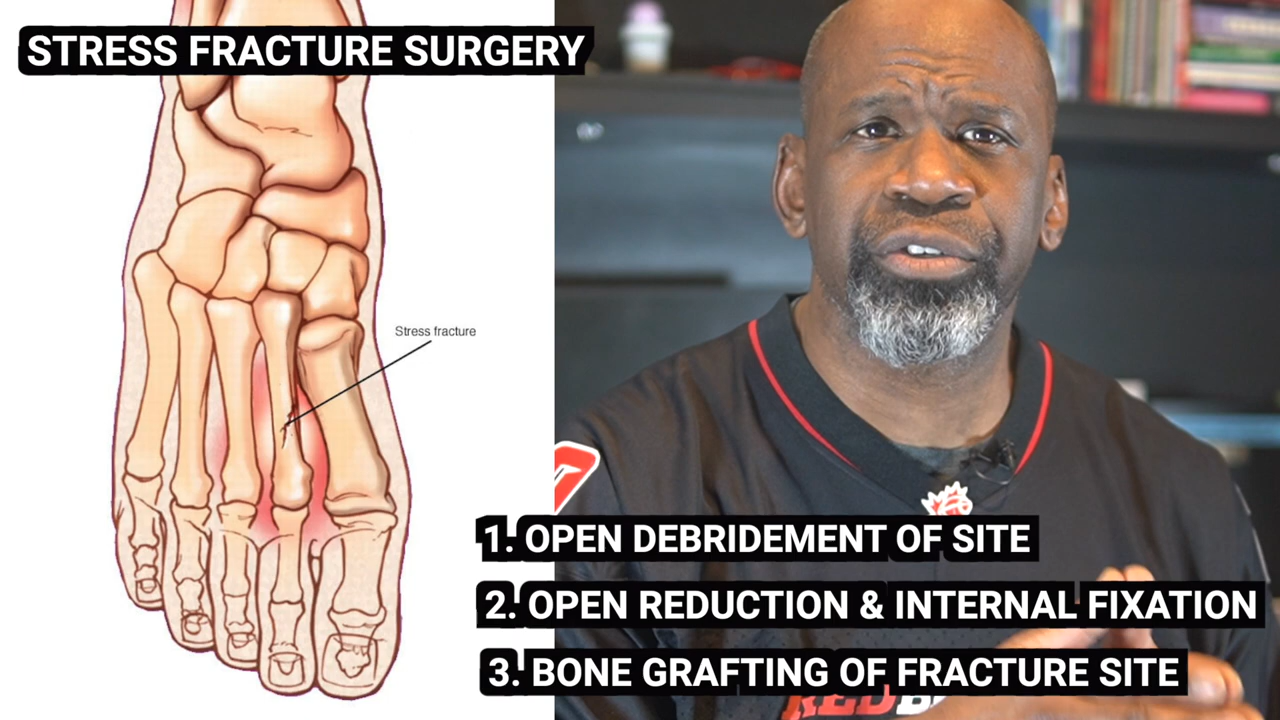 STRESS FRACTURE SURGERY
Stress fracture
1. OPEN DEBRIDEMENT OF SITE
2. OPEN REDUCTION & INTERNAL FIXATION
3. BONE GRAFTING OF FRACTURE SITE